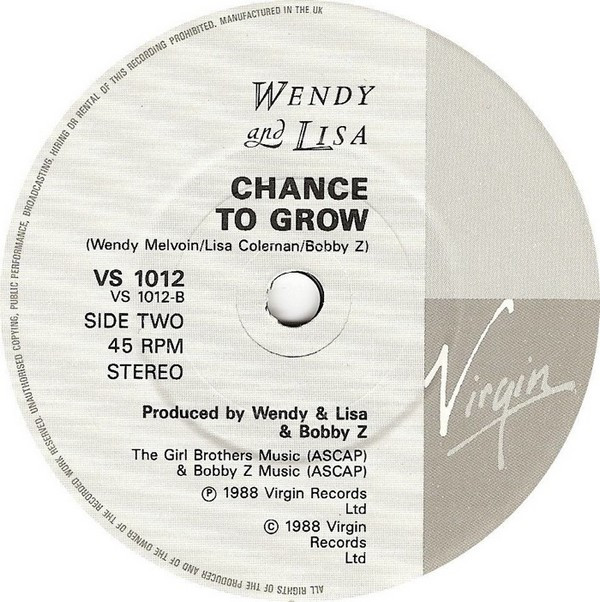 ALL RIGHTS OF THE PRODUCER AND OF THE OWNER OF THE RECORDED WORK RESERVED. UNAUTHORISED COPYING, PUBLIC PERFORMANCE, BROADCASTING, HIRING OR RENTAL OF THIS RECORDING PROHIBITED. MANUFACTURED IN THE UK
WENDY
and LISA
CHANCE
TO GROW
(Wendy Melvoin/Lisa Coleman/Bobby Z)
VS 1012
VS 1012-B
SIDE TWO
45 RPM
STEREO
Virgin
Produced by Wendy & Lisa
& Bobby Z
The Girl Brothers Music (ASCAP)
& Bobby Z Music (ASCAP)
℗ 1988 Virgin Records
Ltd
© 1988 Virgin
Records
Ltd